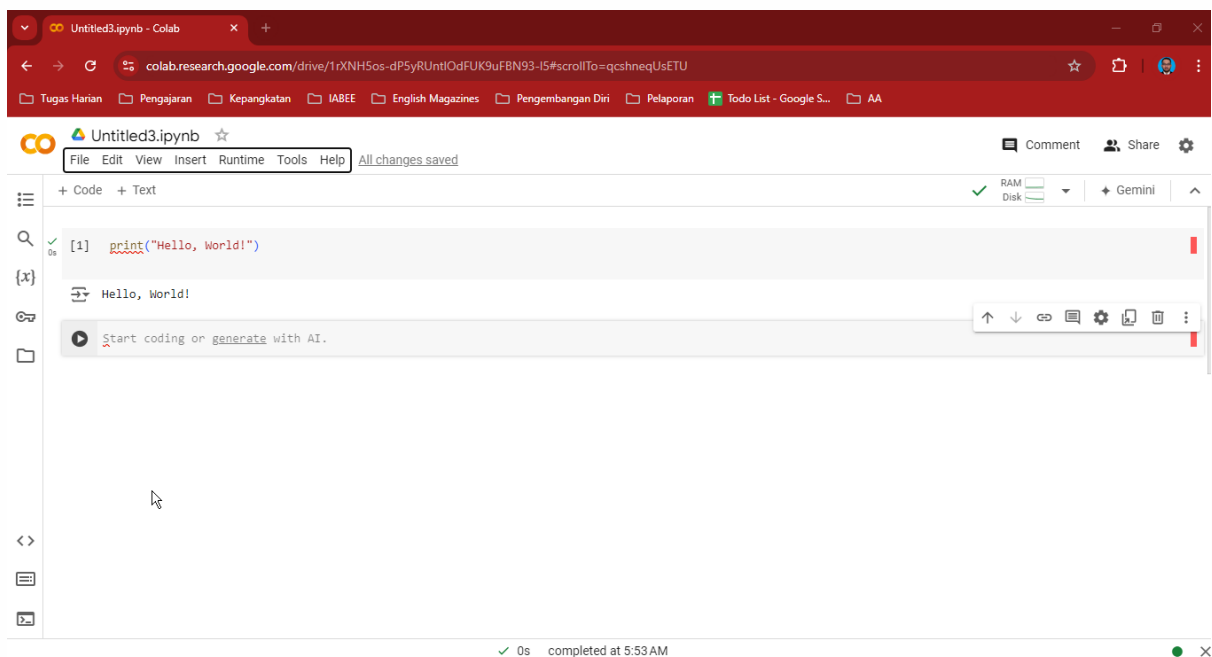 Untitled3.ipynb - Colab
colab.research.google.com/drive/1rXNH5os-dP5yRUntlOdFUK9uFBN93-I5#scrollTo=qcshneqUsETU
Tugas Harian Pengajaran Kepangkatan IABEE English Magazines Pengembangan Diri Pelaporan Todo List - Google S... AA
Untitled3.ipynb
Comment Share
File Edit View Insert Runtime Tools Help All changes saved
+ Code + Text
RAM
Disk
Gemini
[1] print("Hello, World!")
0s
{x}
Hello, World!
Start coding or generate with AI.
0s completed at 5:53 AM